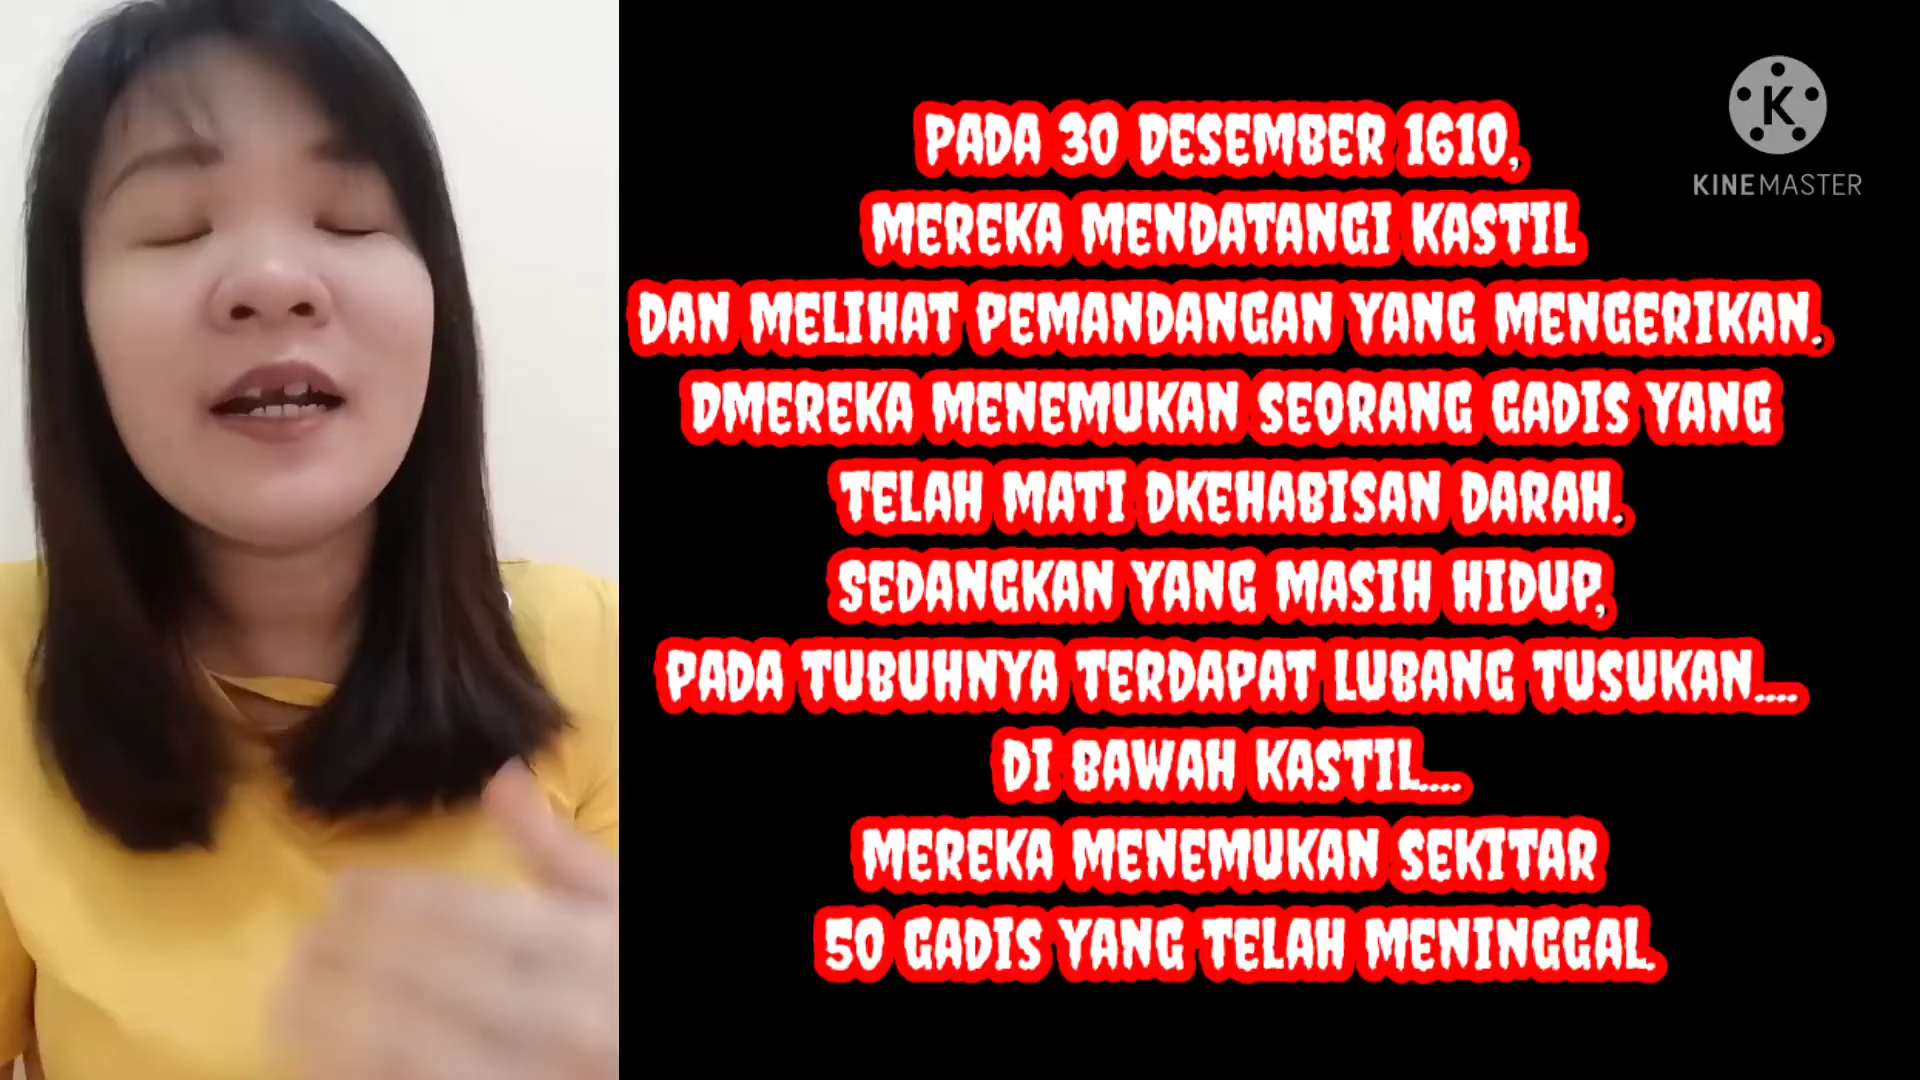 PADA 30 DESEMBER 1610,
MEREKA MENDATANGI KASTIL
DAN MELIHAT PEMANDANGAN YANG MENGERIKAN.
DMEREKA MENEMUKAN SEORANG GADIS YANG
TELAH MATI DKEHABISAN DARAH.
SEDANGKAN YANG MASIH HIDUP,
PADA TUBUHNYA TERDAPAT LUBANG TUSUKAN....
DI BAWAH KASTIL....
MEREKA MENEMUKAN SEKITAR
50 GADIS YANG TELAH MENINGGAL.
K
KINEMASTER